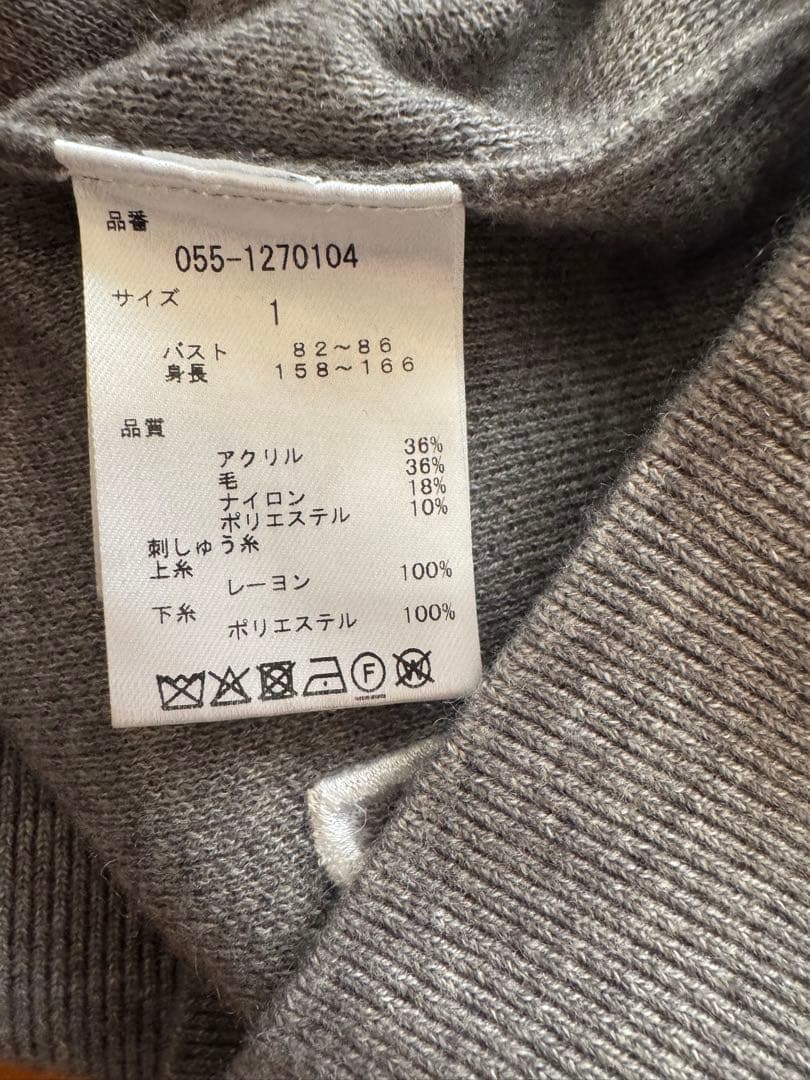 品番
055-1270104
サイズ
1
バスト 82～86
身長 158～166
品質
アクリル 36%
毛 36%
ナイロン 18%
ポリエステル 10%
刺しゅう糸
上糸
レーヨン 100%
下糸
ポリエステル 100%
F
W